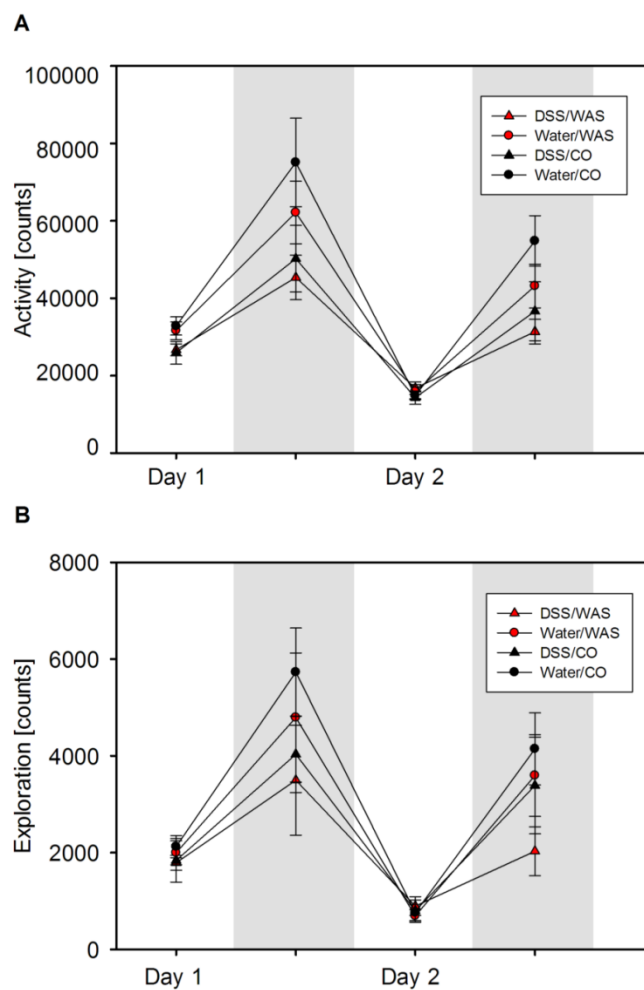 A
100000
80000
60000
40000
20000
0
Activity [counts]
DSS/WAS
Water/WAS
DSS/CO
Water/CO
Day 1
Day 2
B
8000
6000
4000
2000
0
Exploration [counts]
DSS/WAS
Water/WAS
DSS/CO
Water/CO
Day 1
Day 2